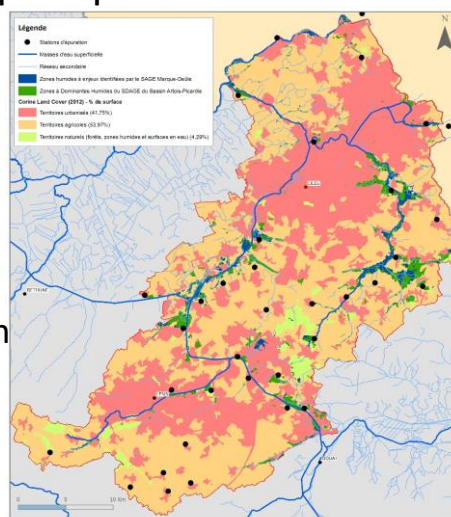 N
Légende
Stations d'épuration
Masses d'eau superficielle
Réseau secondaire
Zones humides à enjeux identifiées par le SAGE Marque-Deûle
Zones à Dominantes Humides du SDAGE du Bassin Artois-Picardie
Corine Land Cover (2012) - % de surface
Territoires urbanisés (41,75%)
Territoires agricoles (53,97%)
Territoires naturels (forêts, zones humides et surfaces en eau) (4,29%)
LILLE
BETHUNE
LENS
DOUAI
0
10 Km